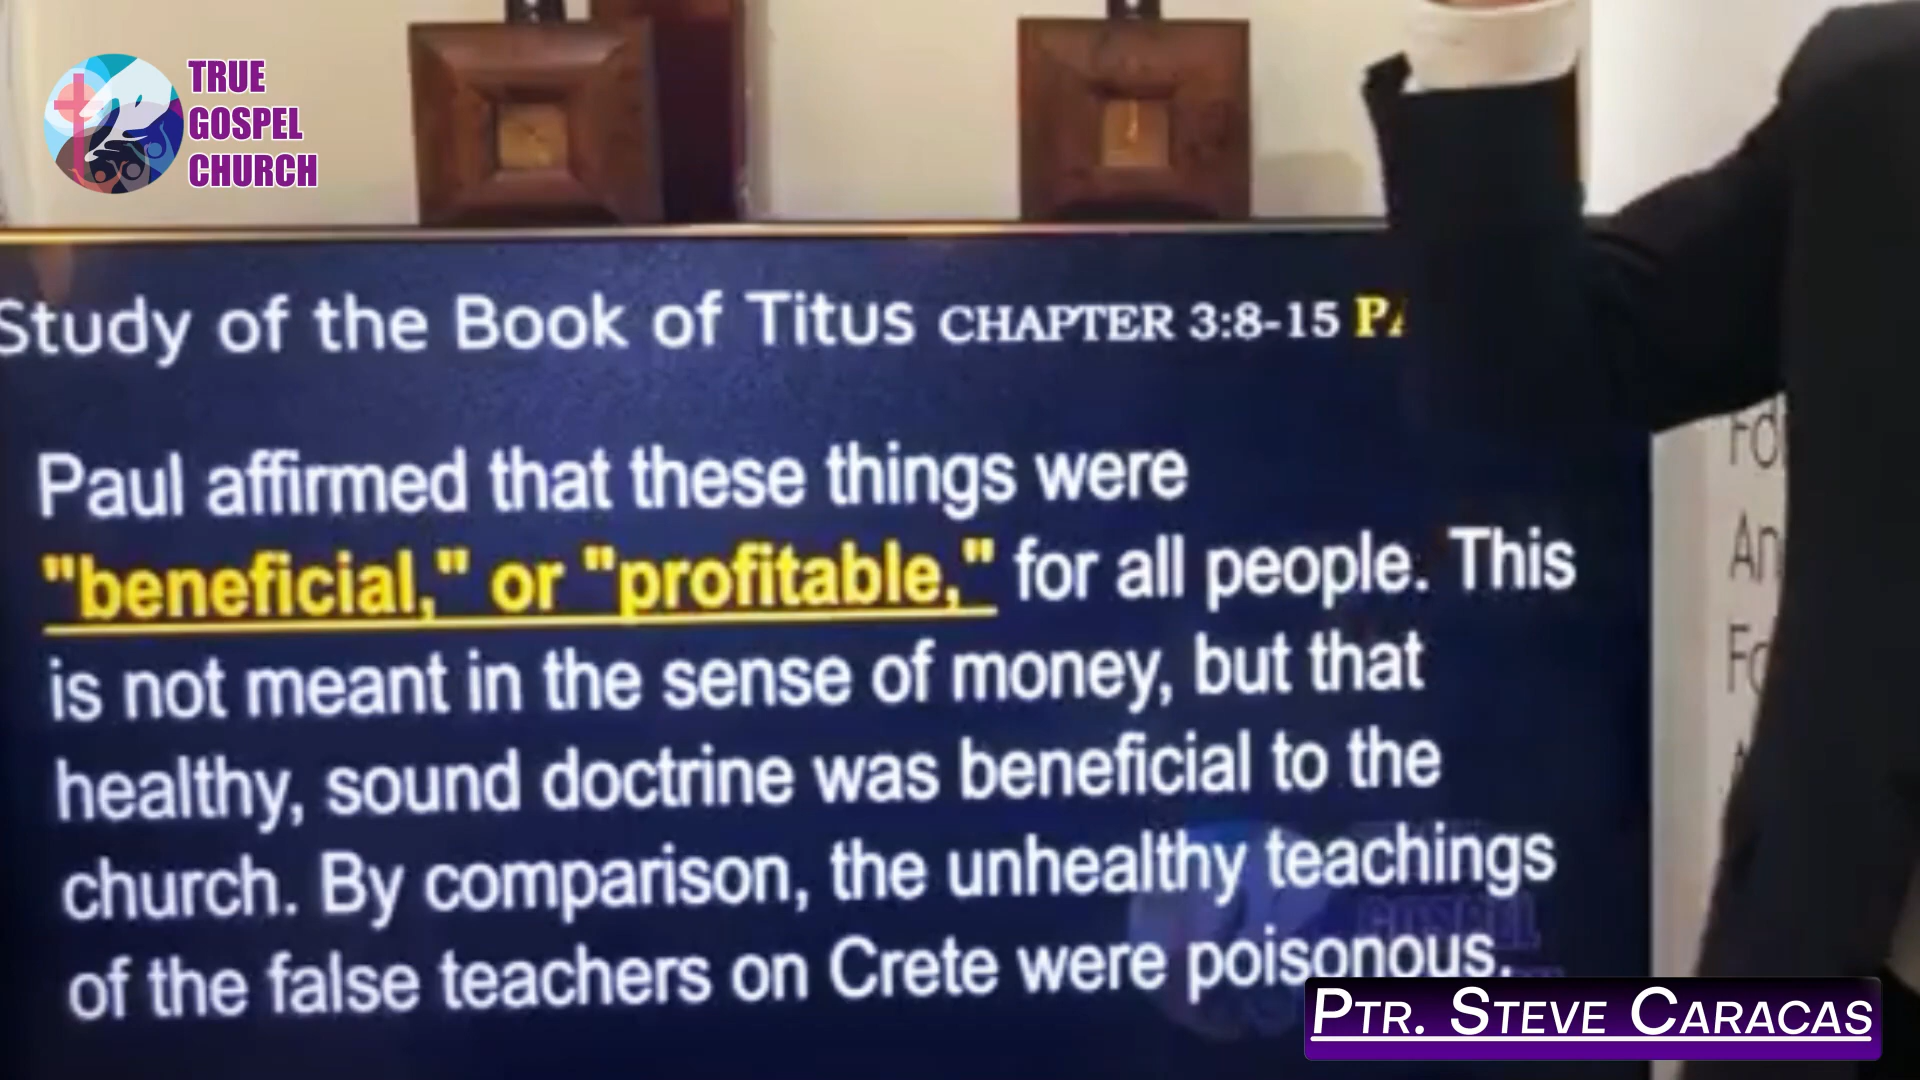 TRUE
GOSPEL
CHURCH
Study of the Book of Titus CHAPTER 3:8-15
Paul affirmed that these things were
"beneficial," or "profitable," for all people. This
is not meant in the sense of money, but that
healthy, sound doctrine was beneficial to the
church. By comparison, the unhealthy teachings
of the false teachers on Crete were poisonous.
GOSPEL
PTR. STEVE CARACAS